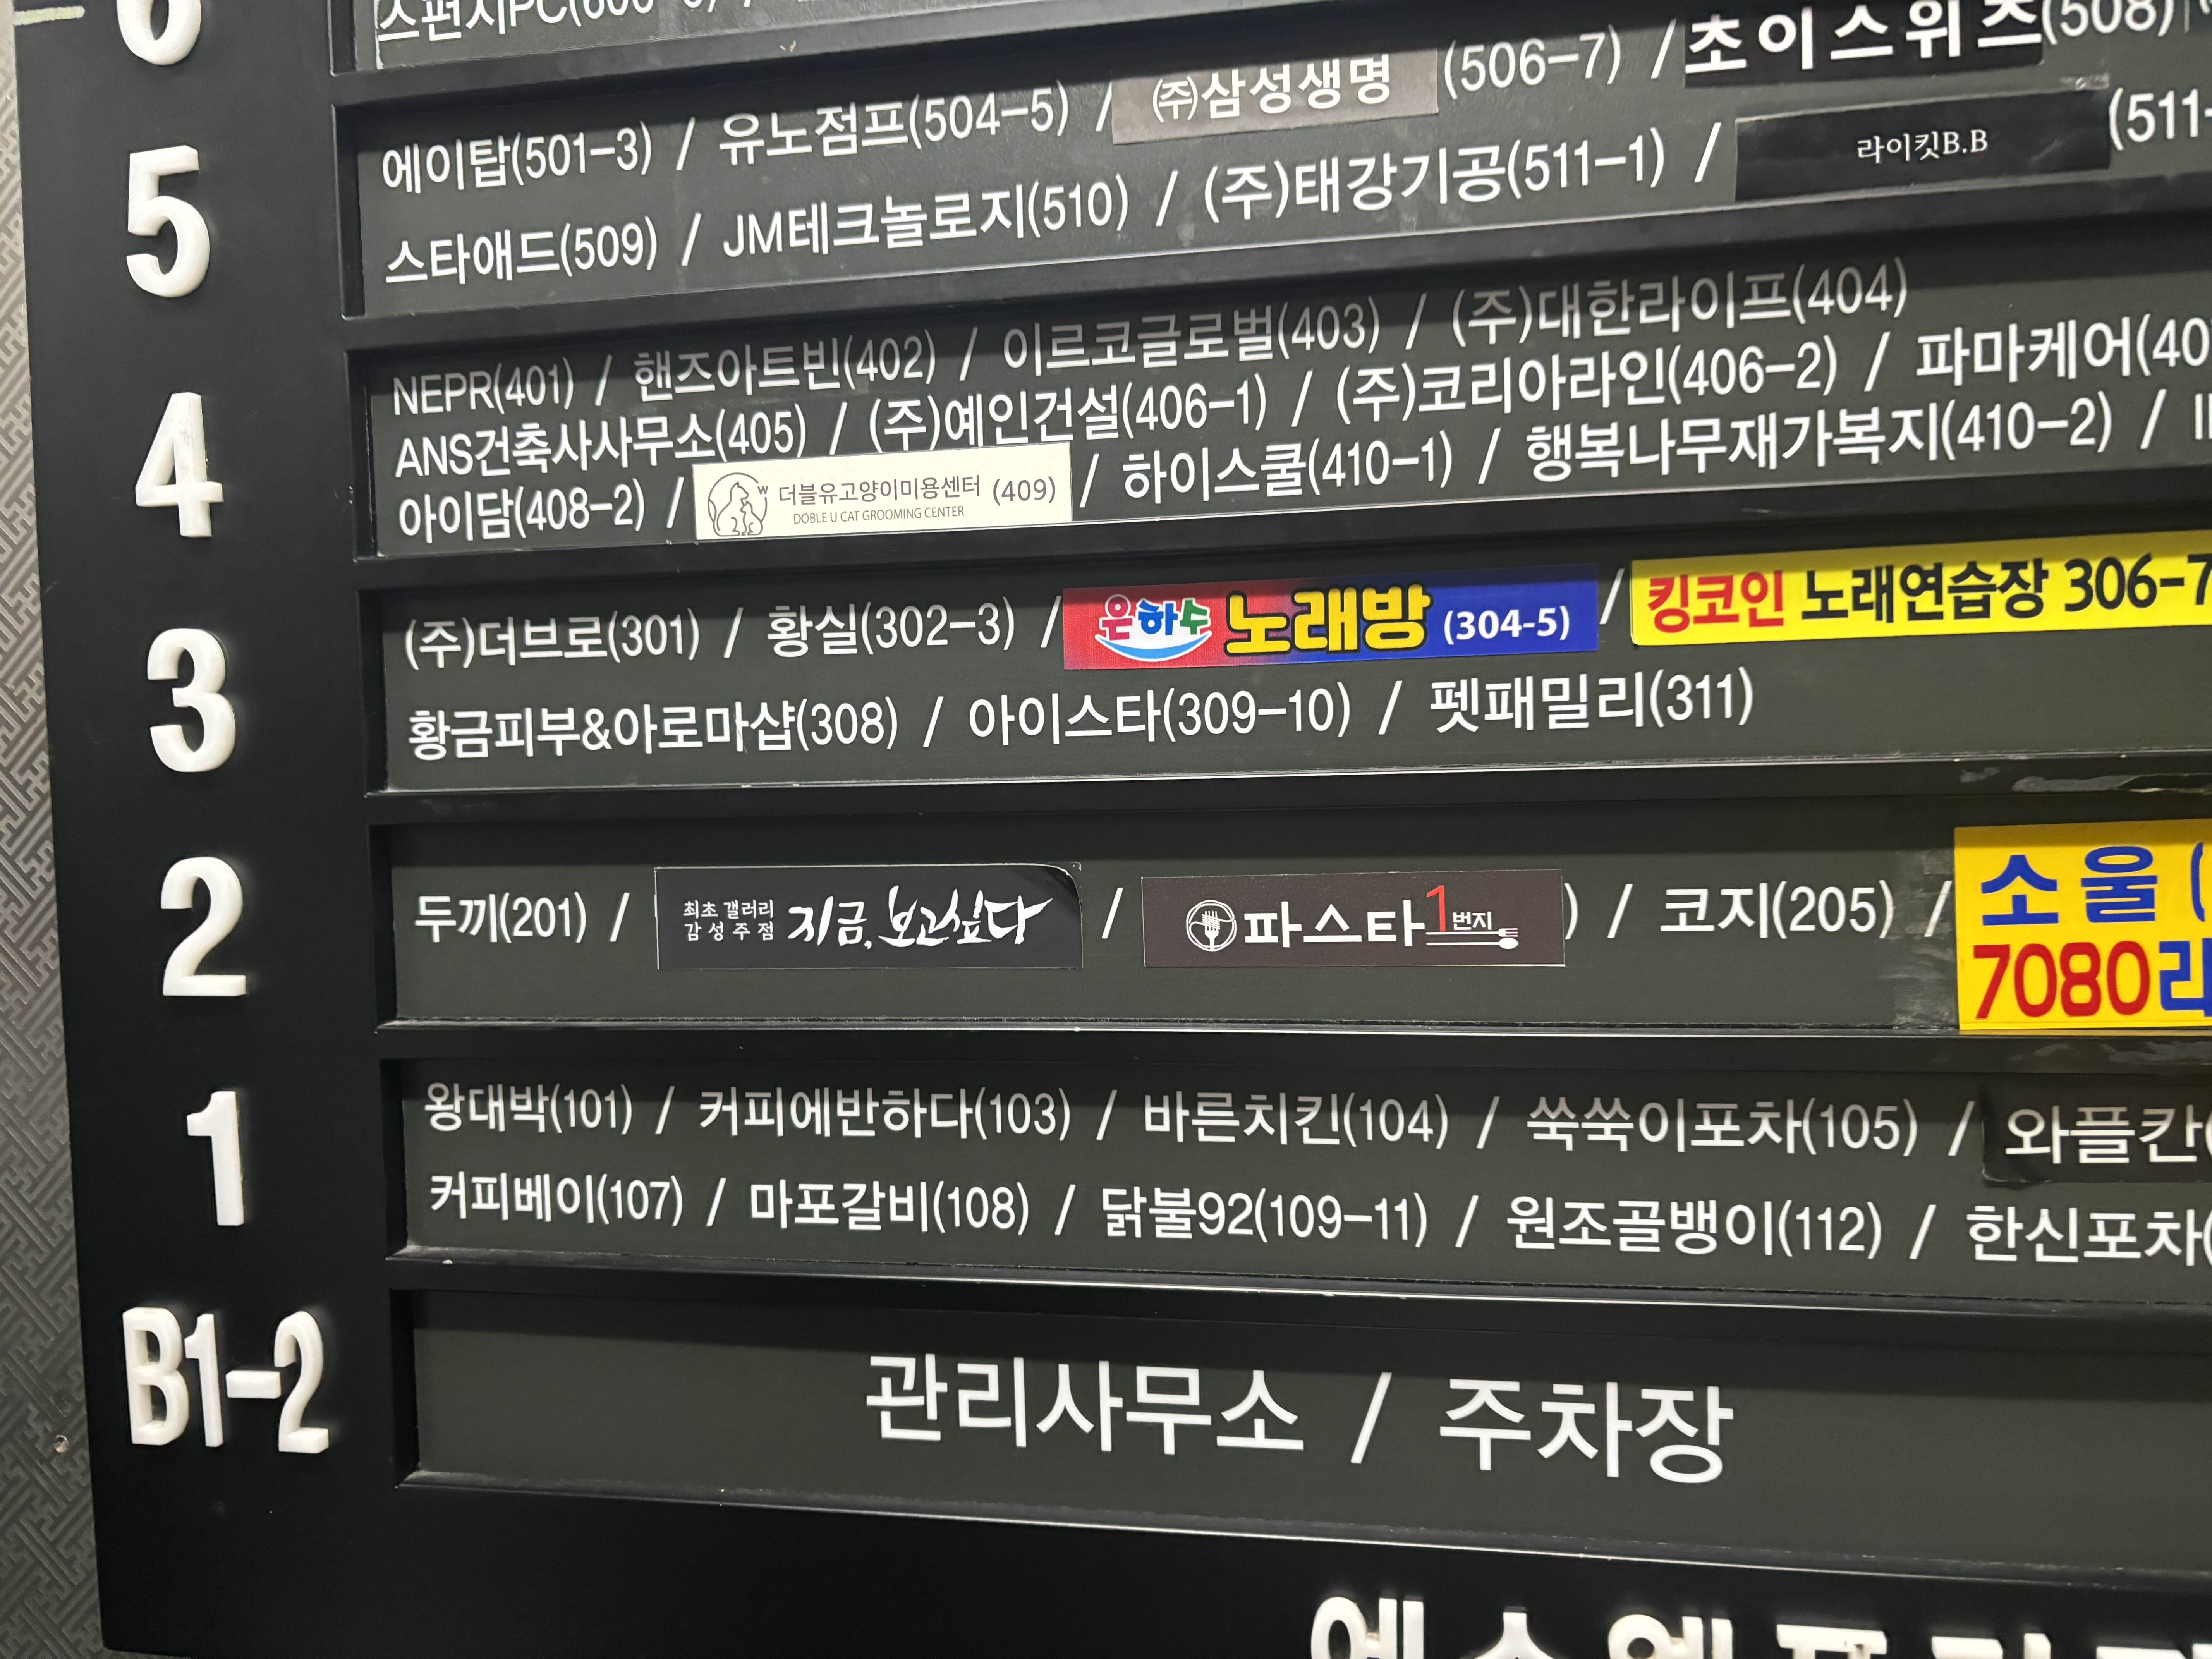 6
스펀지PC
5
에이탑(501-3) / 유노점프(504-5) / ㈜삼성생명 (506-7) / 초이스위즈(508)
스타애드(509) / JM테크놀로지(510) / (주)태강기공(511-1) / 라이킷B.B (511-
4
NEPR(401) / 핸즈아트빈(402) / 이르코글로벌(403) / (주)대한라이프(404)
ANS건축사사무소(405) / (주)예인건설(406-1) / (주)코리아라인(406-2) / 파마케어(40
아이담(408-2) / 더블유고양이미용센터 (409) / 하이스쿨(410-1) / 행복나무재가복지(410-2) /
W
DOBLE U CAT GROOMING CENTER
3
(주)더브로(301) / 황실(302-3) / 은하수 노래방 (304-5) / 킹코인 노래연습장 306-7
황금피부&아로마샵(308) / 아이스타(309-10) / 펫패밀리(311)
2
두끼(201) / 최초 갤러리 감성주점 지금, 보고싶다 / 파스타1번지 ) / 코지(205) / 소울 (
7080라
1
왕대박(101) / 커피에반하다(103) / 바른치킨(104) / 쑥쑥이포차(105) / 와플칸(
커피베이(107) / 마포갈비(108) / 닭불92(109-11) / 원조골뱅이(112) / 한신포차(
B1-2
관리사무소 / 주차장